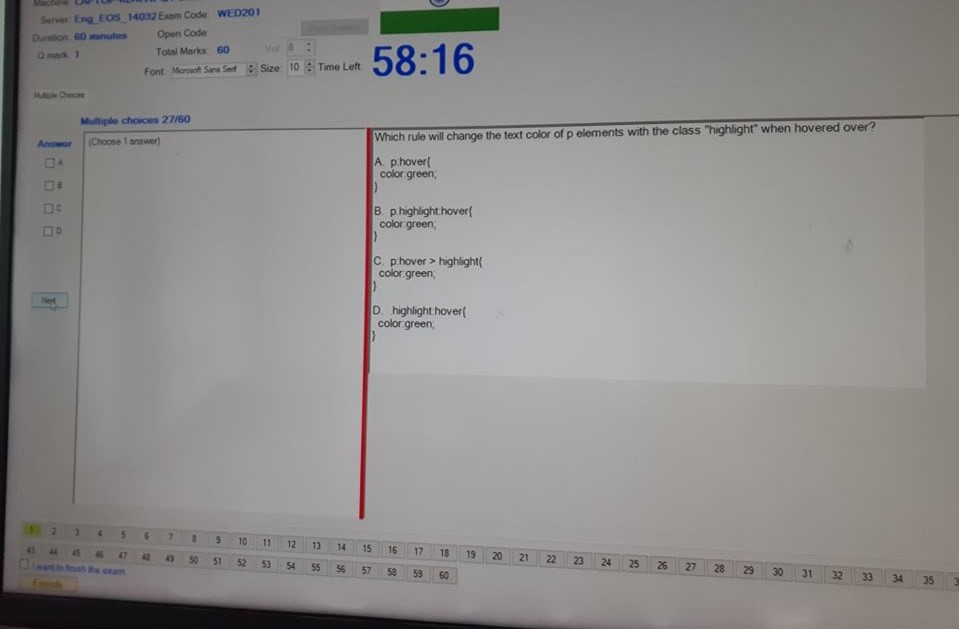 Machine
Server: Eng_EOS_14032 Exam Code: WED201
Duration: 60 minutes Open Code:
Q mark: 1 Total Marks: 60 Vol: 8
Font: Microsoft Sans Serif Size: 10 Time Left: 58:16
Multiple Choices
Multiple choices 27/60
Answer (Choose 1 answer)
A
B
C
D
Next
Which rule will change the text color of p elements with the class "highlight" when hovered over?
A. p:hover{
color:green;
}
B. p.highlight:hover{
color:green;
}
C. p:hover > highlight{
color:green;
}
D. .highlight:hover{
color:green;
}
1 2 3 4 5 6 7 8 9 10 11 12 13 14 15 16 17 18 19 20 21 22 23 24 25 26 27 28 29 30 31 32 33 34 35
43 44 45 46 47 48 49 50 51 52 53 54 55 56 57 58 59 60
I want to finish the exam.
Finish